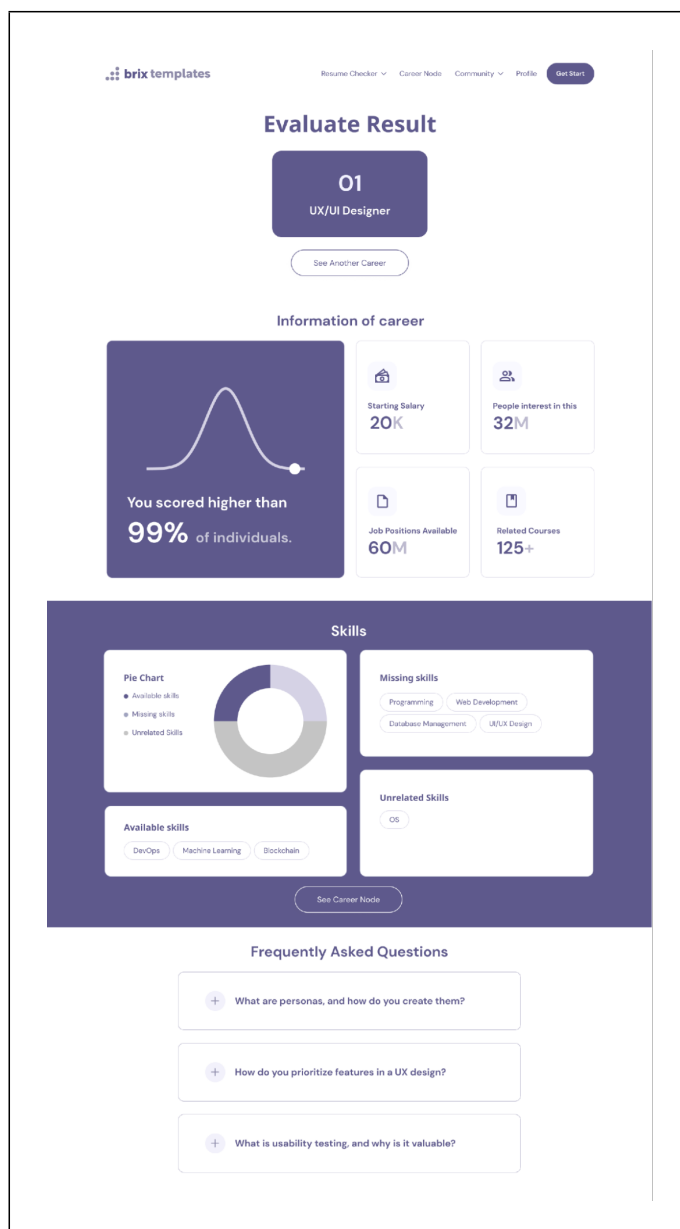 brix templates
Resume Checker Career Node Community Profile Get Start
Evaluate Result
01
UX/UI Designer
See Another Career
Information of career
You scored higher than
99% of individuals.
Starting Salary
20K
People interest in this
32M
Job Positions Available
60M
Related Courses
125+
Skills
Pie Chart
Available skills
Missing skills
Unrelated Skills
Missing skills
Programming Web Development
Database Management UI/UX Design
Available skills
DevOps Machine Learning Blockchain
Unrelated Skills
OS
See Career Node
Frequently Asked Questions
+ What are personas, and how do you create them?
+ How do you prioritize features in a UX design?
+ What is usability testing, and why is it valuable?